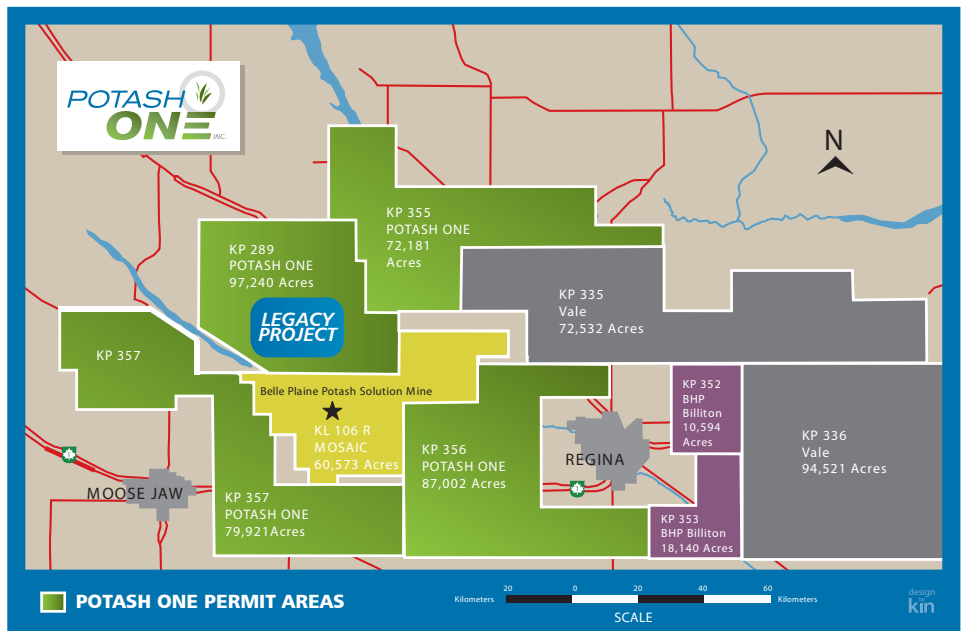 POTASH
ONE INC.
N
KP 355
POTASH ONE
72,181
Acres
KP 289
POTASH ONE
97,240 Acres
LEGACY
PROJECT
KP 335
Vale
72,532 Acres
KP 357
Belle Plaine Potash Solution Mine
KL 106 R
MOSAIC
60,573 Acres
KP 352
BHP
Billiton
10,594
Acres
KP 336
Vale
94,521 Acres
KP 356
POTASH ONE
87,002 Acres
REGINA
1
1
MOOSE JAW
KP 357
POTASH ONE
79,921Acres
KP 353
BHP Billiton
18,140 Acres
POTASH ONE PERMIT AREAS
20 0 20 40 60
Kilometers Kilometers
SCALE
design
by
kin